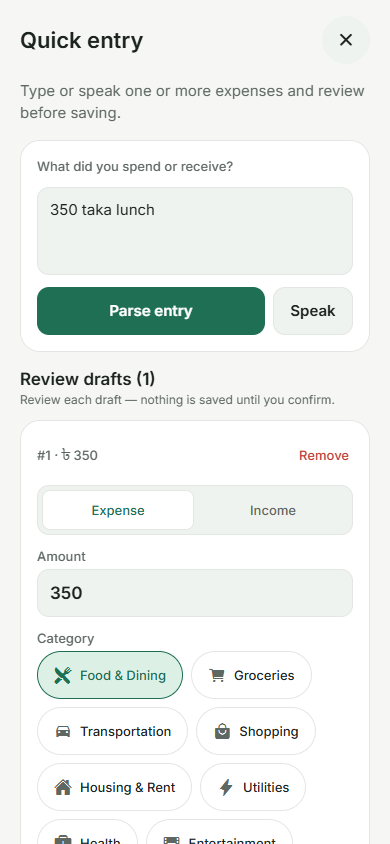 Quick entry
Type or speak one or more expenses and review
before saving.
What did you spend or receive?
350 taka lunch
Parse entry
Speak
Review drafts (1)
Review each draft — nothing is saved until you confirm.
#1 · ৳ 350
Remove
Expense
Income
Amount
350
Category
Food & Dining
Groceries
Transportation
Shopping
Housing & Rent
Utilities
Health
Entertainment